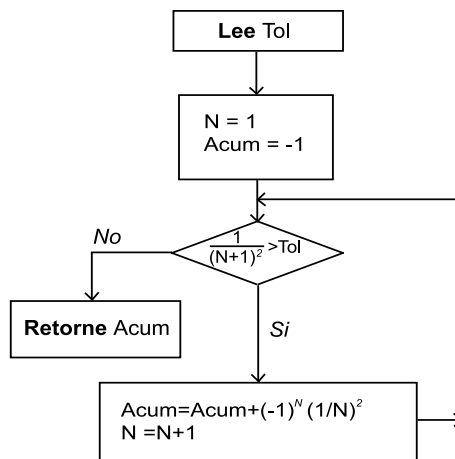 Lee Tol
N = 1
Acum = -1
1/(N+1)² >Tol
No
Retorne Acum
Si
Acum=Acum+(-1)ᴺ (1/N)²
N =N+1